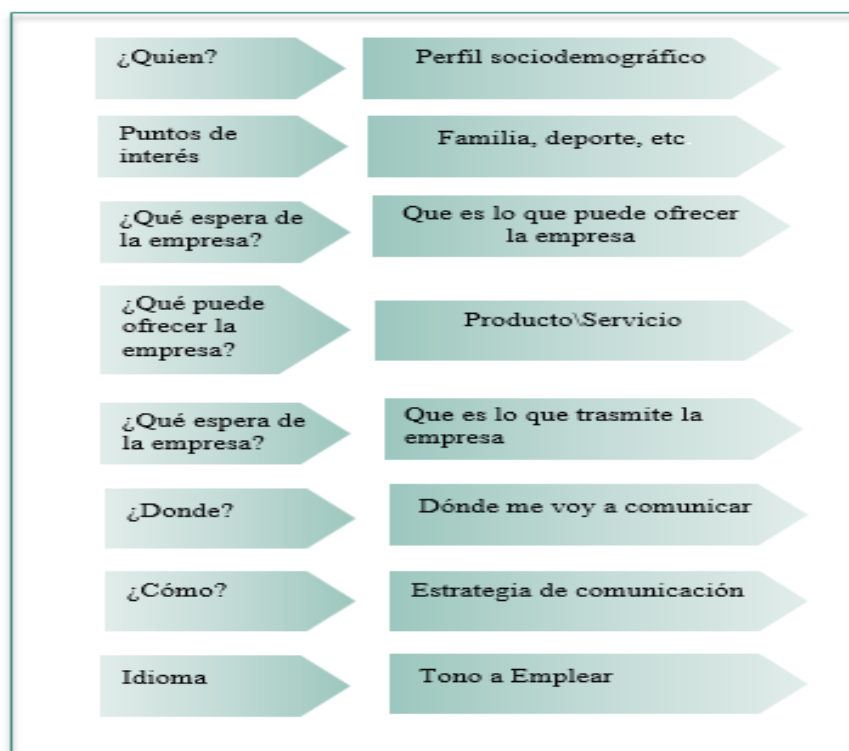 ¿Quien?
Perfil sociodemográfico
Puntos de
interés
Familia, deporte, etc.
¿Qué espera de
la empresa?
Que es lo que puede ofrecer
la empresa
¿Qué puede
ofrecer la
empresa?
Producto\Servicio
¿Qué espera de
la empresa?
Que es lo que trasmite la
empresa
¿Donde?
Dónde me voy a comunicar
¿Cómo?
Estrategia de comunicación
Idioma
Tono a Emplear